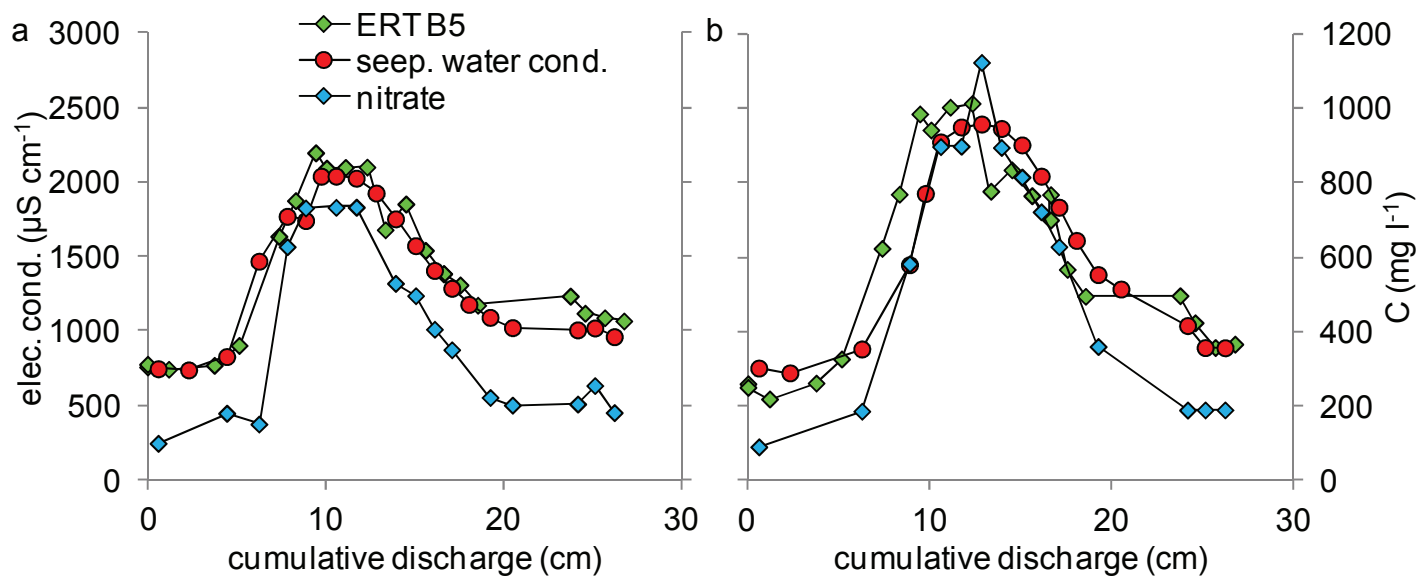 a
3000
2500
2000
1500
1000
500
0
elec. cond. (µS cm⁻¹)
ERT B5
seep. water cond.
nitrate
0 10 20 30
cumulative discharge (cm)
b
1200
1000
800
600
400
200
0
C (mg l⁻¹)
0 10 20 30
cumulative discharge (cm)